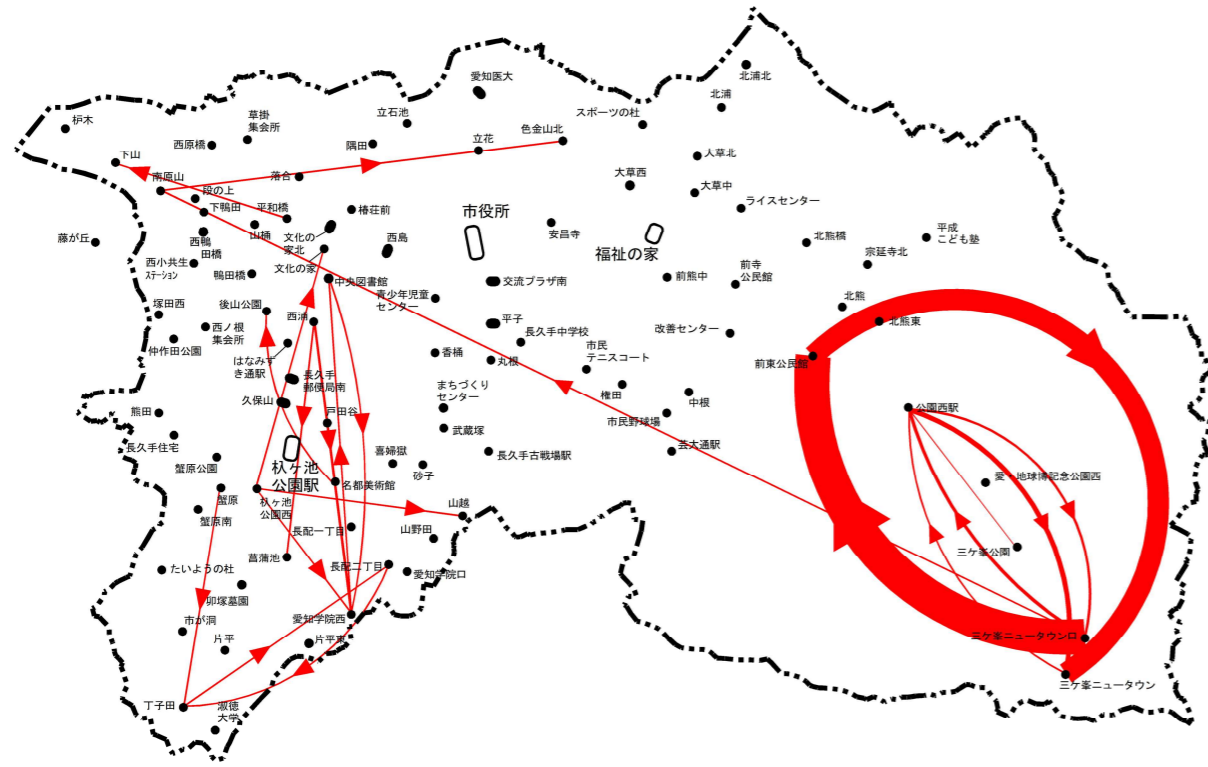 北浦北
愛知医大
北浦
立石池
スポーツの杜
枦木
草掛
集会所
色金山北
西原橋
隅田
立花
人草北
下山
大草西
南原山
落合
段の上
大草中
下鴨田
平和橋
椿荘前
市役所
ライスセンター
西鴨
田橋
山桶
文化の
家北
西島
安昌寺
福祉の家
北熊橋
平成
こども塾
藤が丘
文化の家
宗延寺北
西小共生
ステーション
鴨田橋
中央図書館
交流プラザ南
前熊中
前寺
公民館
青少年児童
センター
塚田西
後山公園
北熊
西浦
平子
北熊東
西ノ根
集会所
長久手中学校
改善センター
仲作田公園
はなみず
き通駅
香桶
丸根
市民
テニスコート
前東公民館
長久手
郵便局南
まちづくり
センター
権田
中根
久保山
公園西駅
熊田
戸田谷
市民野球場
武蔵塚
長久手住宅
喜婦嶽
長久手古戦場駅
芸大通駅
杁ヶ池
公園駅
蟹原公園
砂子
愛・地球博記念公園西
名都美術館
蟹原
杁ヶ池
公園西
山越
蟹原南
長配一丁目
山野田
三ケ峯公園
菖蒲池
長配二丁目
たいようの杜
愛知学院口
卯塚墓園
愛知学院西
市が洞
片平
片平東
三ケ峯ニュータウン口
三ケ峯ニュータウン
丁子田
淑徳
大学